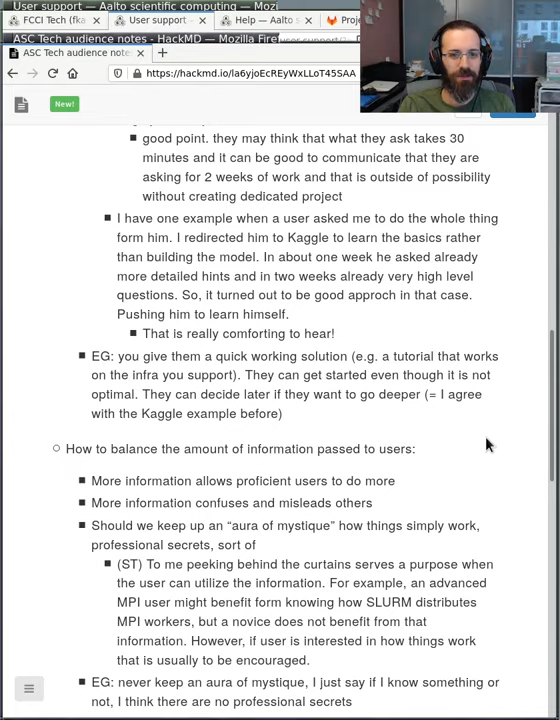 User support — Aalto scientific computing — Mozi
FCCI Tech (fka
User support -
Help — Aalto s
Proje
ASC Tech audience notes - HackMD — Mozilla Firef
ASC Tech audience note
https://hackmd.io/la6yjoEcREyWxLLoT45SAA
New!
good point. they may think that what they ask takes 30
minutes and it can be good to communicate that they are
asking for 2 weeks of work and that is outside of possibility
without creating dedicated project
I have one example when a user asked me to do the whole thing
form him. I redirected him to Kaggle to learn the basics rather
than building the model. In about one week he asked already
more detailed hints and in two weeks already very high level
questions. So, it turned out to be good approch in that case.
Pushing him to learn himself.
That is really comforting to hear!
EG: you give them a quick working solution (e.g. a tutorial that works
on the infra you support). They can get started even though it is not
optimal. They can decide later if they want to go deeper (= I agree
with the Kaggle example before)
How to balance the amount of information passed to users:
More information allows proficient users to do more
More information confuses and misleads others
Should we keep up an “aura of mystique” how things simply work,
professional secrets, sort of
(ST) To me peeking behind the curtains serves a purpose when
the user can utilize the information. For example, an advanced
MPI user might benefit form knowing how SLURM distributes
MPI workers, but a novice does not benefit from that
information. However, if user is interested in how things work
that is usually to be encouraged.
EG: never keep an aura of mystique, I just say if I know something or
not, I think there are no professional secrets